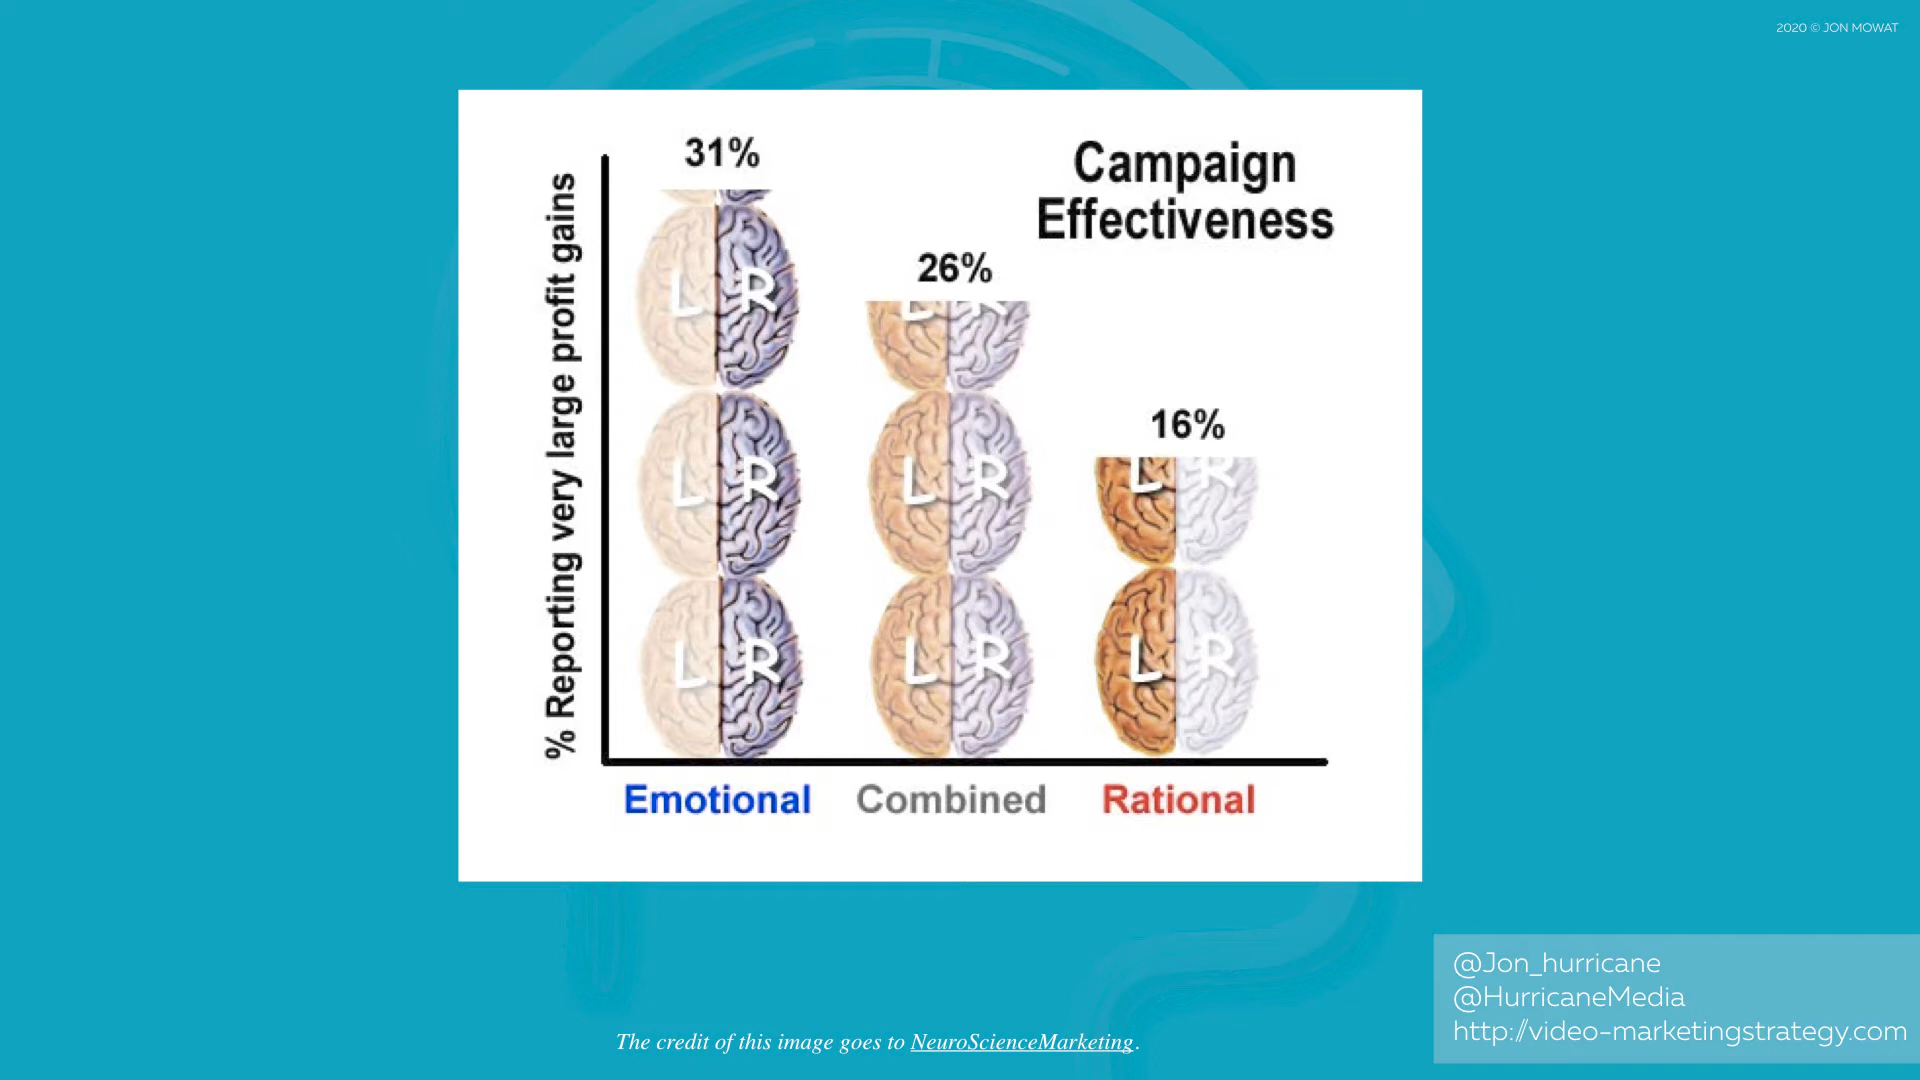 2020 © JON MOWAT
Campaign
Effectiveness
% Reporting very large profit gains
31%
26%
16%
L R
L R
L R
L R
L R
L R
L R
L R
Emotional Combined Rational
@Jon_hurricane
@HurricaneMedia
http://video-marketingstrategy.com
The credit of this image goes to NeuroScienceMarketing.